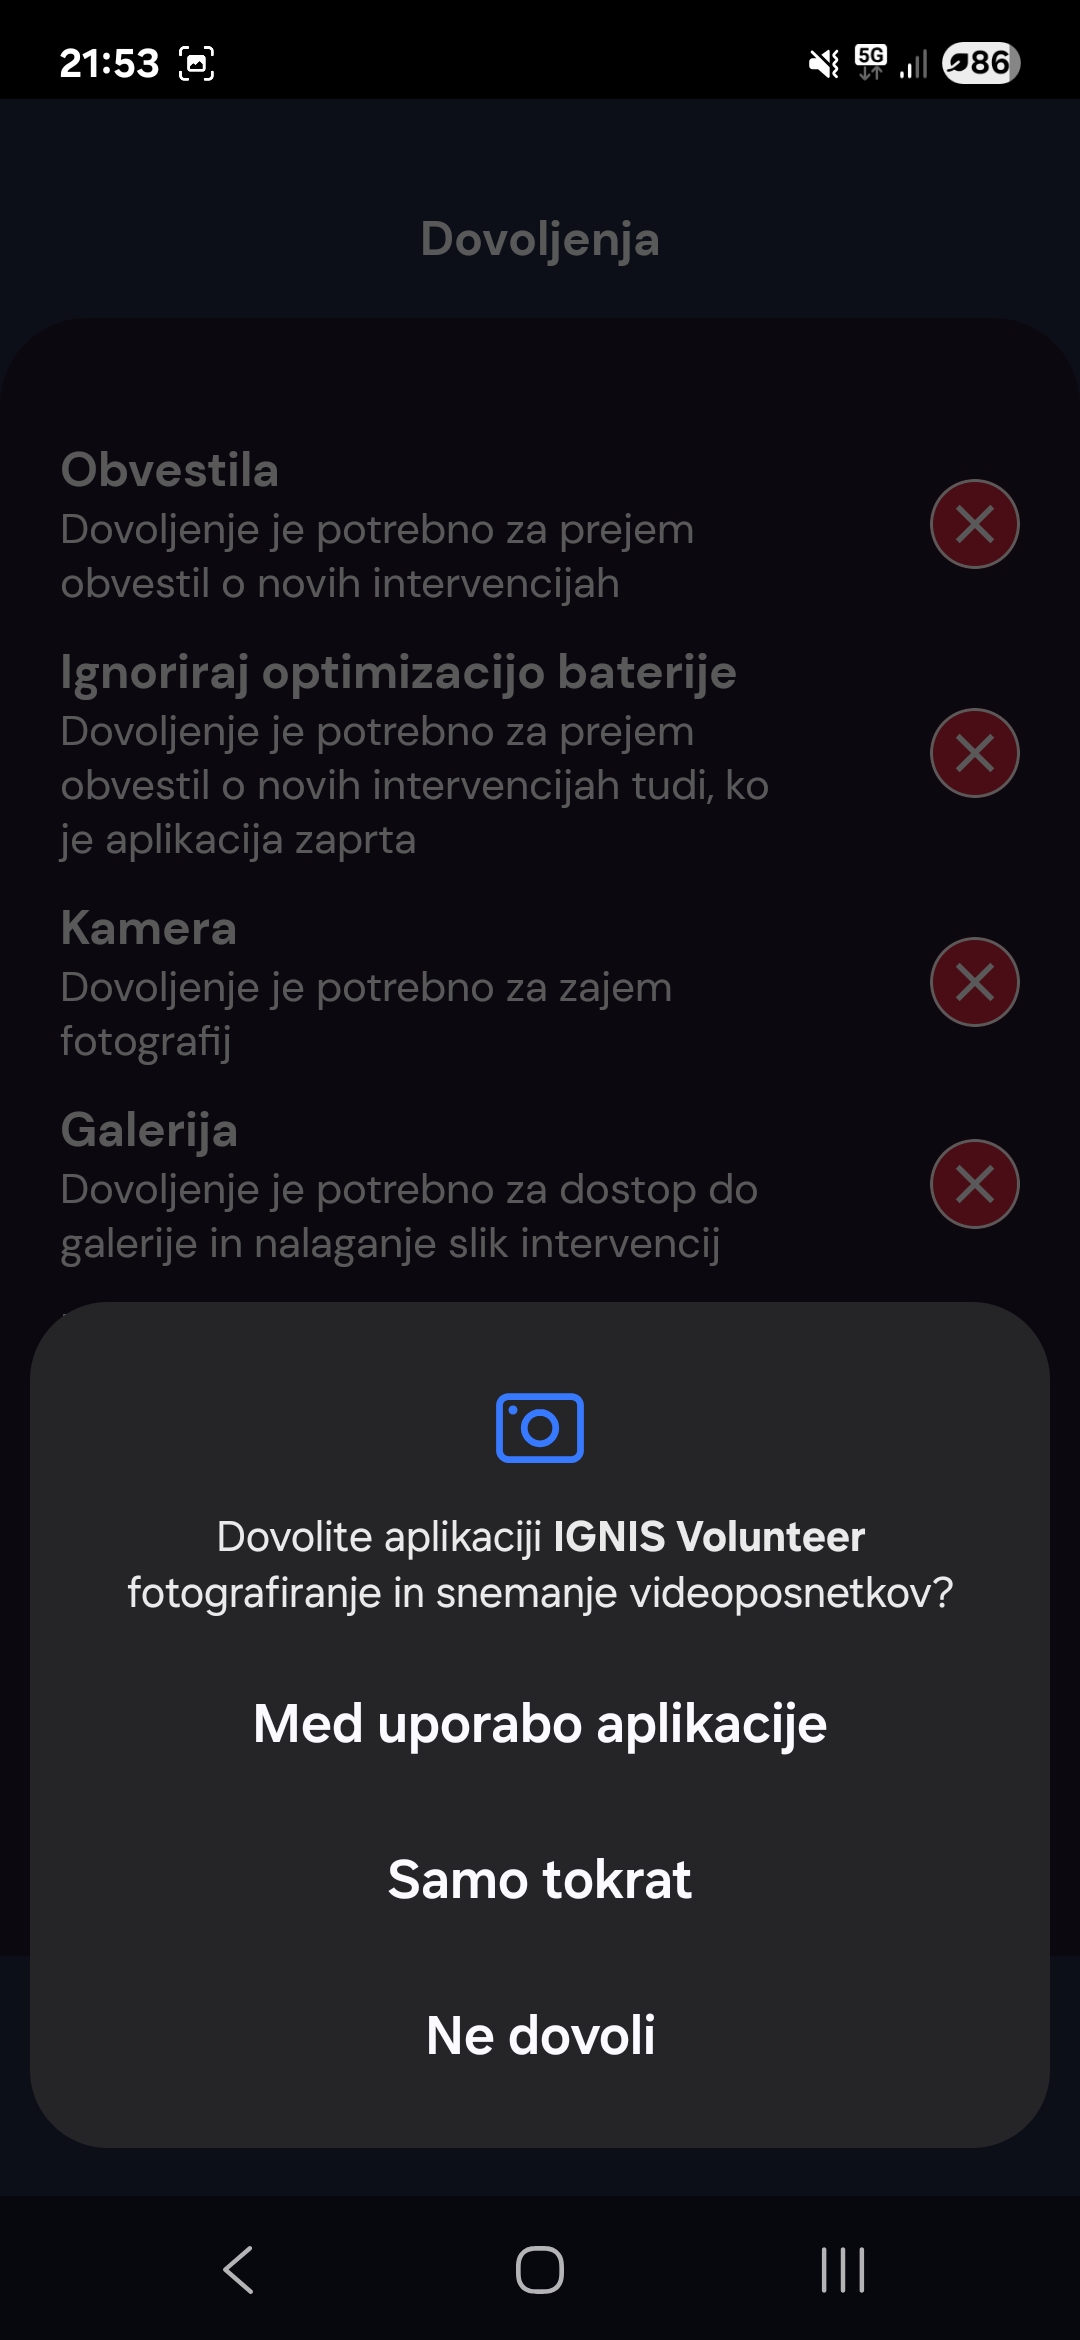 21:53
5G
86
Dovoljenja
Obvestila
Dovoljenje je potrebno za prejem
obvestil o novih intervencijah
Ignoriraj optimizacijo baterije
Dovoljenje je potrebno za prejem
obvestil o novih intervencijah tudi, ko
je aplikacija zaprta
Kamera
Dovoljenje je potrebno za zajem
fotografij
Galerija
Dovoljenje je potrebno za dostop do
galerije in nalaganje slik intervencij
Dovolite aplikaciji IGNIS Volunteer
fotografiranje in snemanje videoposnetkov?
Med uporabo aplikacije
Samo tokrat
Ne dovoli